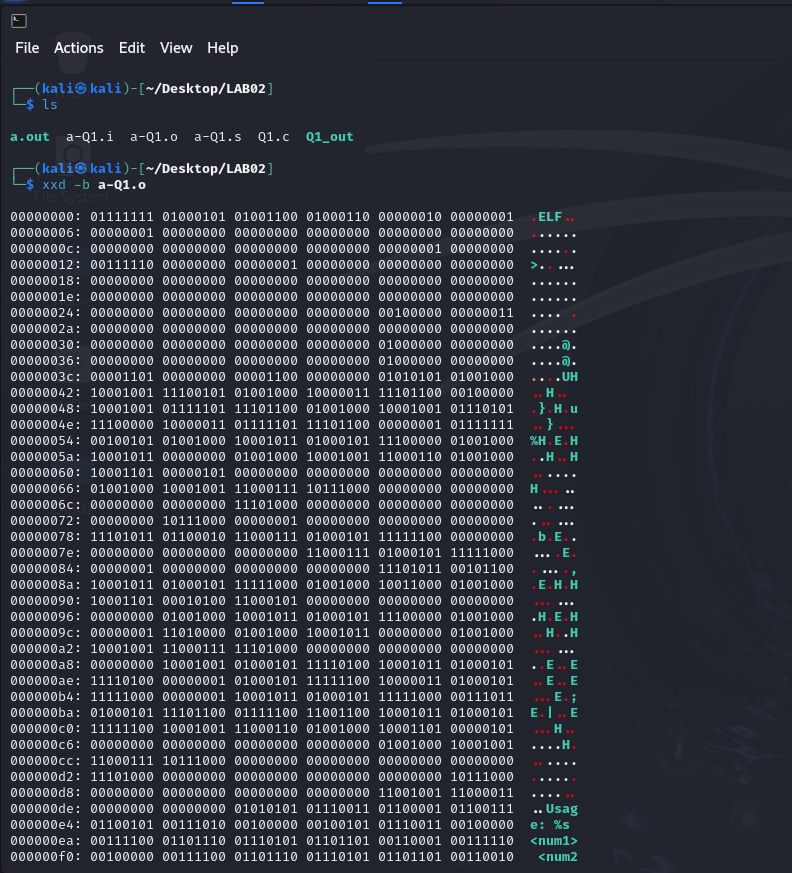 File Actions Edit View Help
┌──(kali㉿kali)-[~/Desktop/LAB02]
└─$ ls
a.out a-Q1.i a-Q1.o a-Q1.s Q1.c Q1_out
┌──(kali㉿kali)-[~/Desktop/LAB02]
└─$ xxd -b a-Q1.o
File System
00000000: 01111111 01000101 01001100 01000110 00000010 00000001 .ELF..
00000006: 00000001 00000000 00000000 00000000 00000000 00000000 ......
0000000c: 00000000 00000000 00000000 00000000 00000001 00000000 ......
00000012: 00111110 00000000 00000001 00000000 00000000 00000000 >.....
00000018: 00000000 00000000 00000000 00000000 00000000 00000000 ......
0000001e: 00000000 00000000 00000000 00000000 00000000 00000000 ......
00000024: 00000000 00000000 00000000 00000000 00100000 00000011 .... .
0000002a: 00000000 00000000 00000000 00000000 00000000 00000000 ......
00000030: 00000000 00000000 00000000 00000000 01000000 00000000 ....@.
00000036: 00000000 00000000 00000000 00000000 01000000 00000000 ....@.
0000003c: 00001101 00000000 00001100 00000000 01010101 01001000 ....UH
00000042: 10001001 11100101 01001000 10000011 11101100 00100000 ..H..
00000048: 10001001 01111101 11101100 01001000 10001001 01110101 .}.H.u
0000004e: 11100000 10000011 01111101 11101100 00000001 01111111 ..}...
00000054: 00100101 01001000 10001011 01000101 11100000 01001000 %H.E.H
0000005a: 10001011 00000000 01001000 10001001 11000110 01001000 ..H..H
00000060: 10001101 00000101 00000000 00000000 00000000 00000000 ......
00000066: 01001000 10001001 11000111 10111000 00000000 00000000 H.....
0000006c: 00000000 00000000 11101000 00000000 00000000 00000000 ......
00000072: 00000000 10111000 00000001 00000000 00000000 00000000 ......
00000078: 11101011 01100010 11000111 01000101 11111100 00000000 .b.E..
0000007e: 00000000 00000000 00000000 11000111 01000101 11111000 ....E.
00000084: 00000001 00000000 00000000 00000000 11101011 00101100 .....,
0000008a: 10001011 01000101 11111000 01001000 10011000 01001000 .E.H.H
00000090: 10001101 00010100 11000101 00000000 00000000 00000000 ......
00000096: 00000000 01001000 10001011 01000101 11100000 01001000 .H.E.H
0000009c: 00000001 11010000 01001000 10001011 00000000 01001000 ..H..H
000000a2: 10001001 11000111 11101000 00000000 00000000 00000000 ......
000000a8: 00000000 10001001 01000101 11110100 10001011 01000101 ..E..E
000000ae: 11110100 00000001 01000101 11111100 10000011 01000101 ..E..E
000000b4: 11111000 00000001 10001011 01000101 11111000 00111011 ...E.;
000000ba: 01000101 11101100 01111100 11001100 10001011 01000101 E.|..E
000000c0: 11111100 10001001 11000110 01001000 10001101 00000101 ...H..
000000c6: 00000000 00000000 00000000 00000000 01001000 10001001 ....H.
000000cc: 11000111 10111000 00000000 00000000 00000000 00000000 ......
000000d2: 11101000 00000000 00000000 00000000 00000000 10111000 ......
000000d8: 00000000 00000000 00000000 00000000 11001001 11000011 ......
000000de: 00000000 00000000 01010101 01110011 01100001 01100111 ..Usag
000000e4: 01100101 00111010 00100000 00100101 01110011 00100000 e: %s
000000ea: 00111100 01101110 01110101 01101101 00110001 00111110 <num1>
000000f0: 00100000 00111100 01101110 01110101 01101101 00110010 <num2